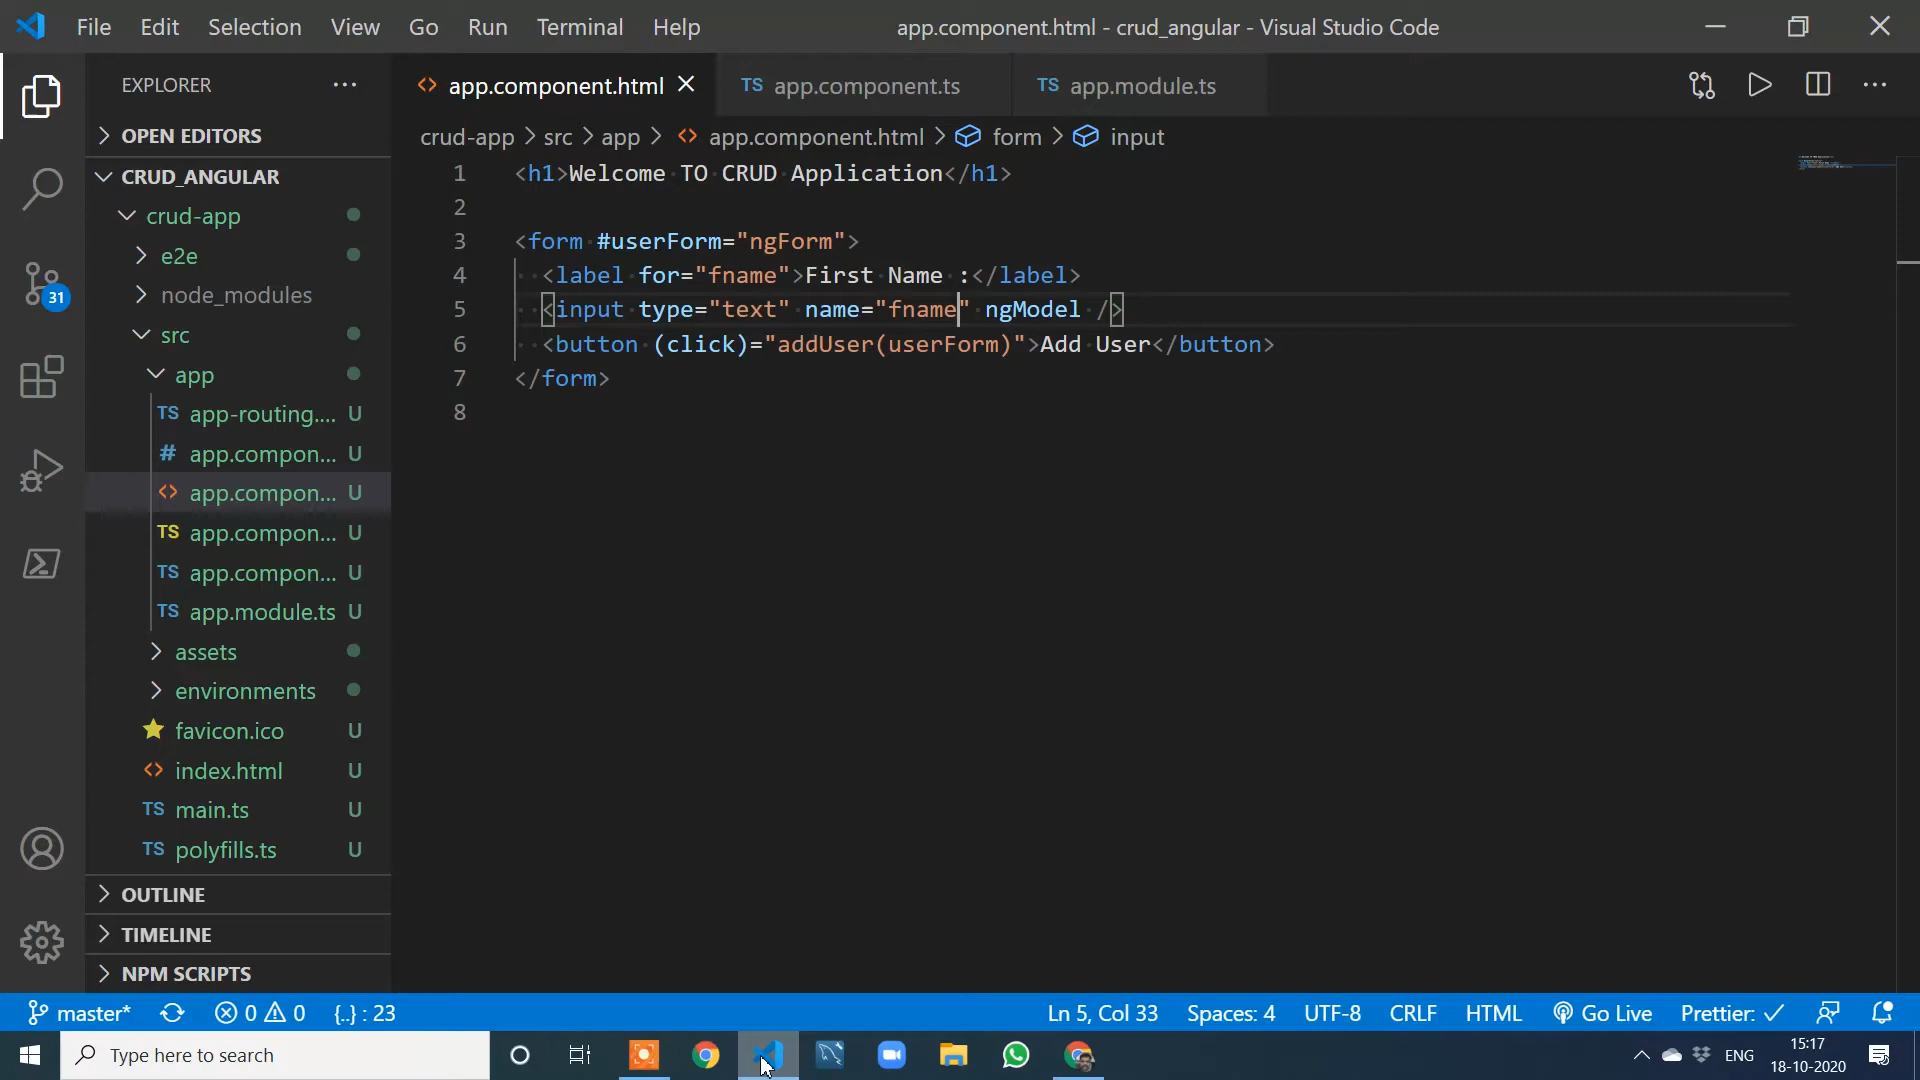 File Edit Selection View Go Run Terminal Help
app.component.html - crud_angular - Visual Studio Code
EXPLORER
OPEN EDITORS
CRUD_ANGULAR
crud-app
e2e
node_modules
src
app
TS app-routing.... U
# app.compon... U
<> app.compon... U
TS app.compon... U
TS app.compon... U
TS app.module.ts U
assets
environments
favicon.ico U
<> index.html U
TS main.ts U
TS polyfills.ts U
OUTLINE
TIMELINE
NPM SCRIPTS
31
<> app.component.html
TS app.component.ts
TS app.module.ts
crud-app > src > app > <> app.component.html > form > input
1 <h1>Welcome TO CRUD Application</h1>
2
3 <form #userForm="ngForm">
4 <label for="fname">First Name :</label>
5 <input type="text" name="fname" ngModel />
6 <button (click)="addUser(userForm)">Add User</button>
7 </form>
8
master* 0 0 {..} : 23
Ln 5, Col 33 Spaces: 4 UTF-8 CRLF HTML Go Live Prettier: ✓
Type here to search
ENG
15:17
18-10-2020